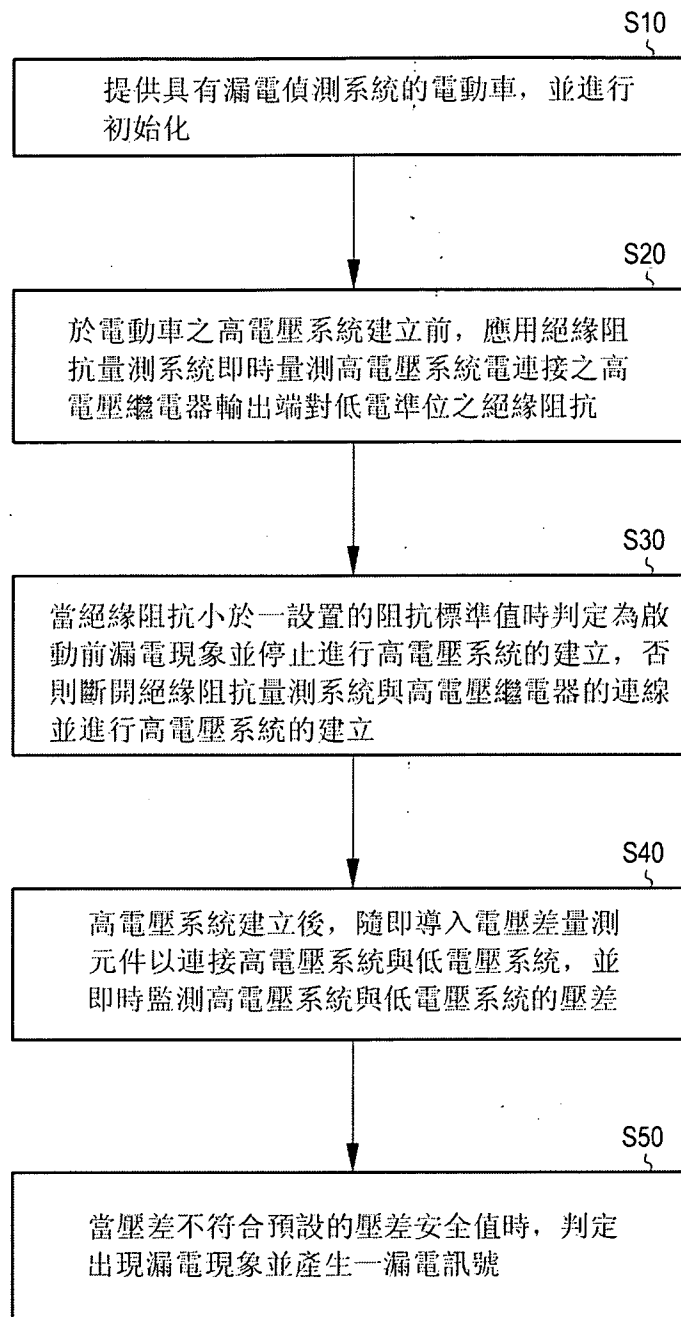 S10
提供具有漏電偵測系統的電動車，並進行
初始化
S20
於電動車之高電壓系統建立前，應用絕緣阻
抗量測系統即時量測高電壓系統電連接之高
電壓繼電器輸出端對低電準位之絕緣阻抗
S30
當絕緣阻抗小於一設置的阻抗標準值時判定為啟
動前漏電現象並停止進行高電壓系統的建立，否
則斷開絕緣阻抗量測系統與高電壓繼電器的連線
並進行高電壓系統的建立
S40
高電壓系統建立後，隨即導入電壓差量測
元件以連接高電壓系統與低電壓系統，並
即時監測高電壓系統與低電壓系統的壓差
S50
當壓差不符合預設的壓差安全值時，判定
出現漏電現象並產生一漏電訊號